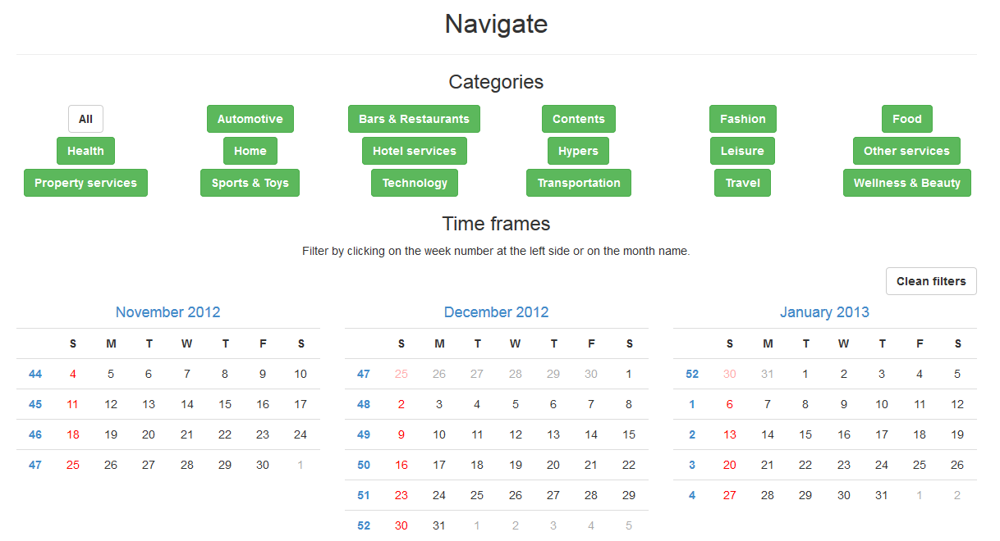 Navigate
Categories
All Automotive Bars & Restaurants Contents Fashion Food
Health Home Hotel services Hypers Leisure Other services
Property services Sports & Toys Technology Transportation Travel Wellness & Beauty
Time frames
Filter by clicking on the week number at the left side or on the month name.
Clean filters
November 2012
S M T W T F S
44 4 5 6 7 8 9 10
45 11 12 13 14 15 16 17
46 18 19 20 21 22 23 24
47 25 26 27 28 29 30 1
December 2012
S M T W T F S
47 25 26 27 28 29 30 1
48 2 3 4 5 6 7 8
49 9 10 11 12 13 14 15
50 16 17 18 19 20 21 22
51 23 24 25 26 27 28 29
52 30 31 1 2 3 4 5
January 2013
S M T W T F S
52 30 31 1 2 3 4 5
1 6 7 8 9 10 11 12
2 13 14 15 16 17 18 19
3 20 21 22 23 24 25 26
4 27 28 29 30 31 1 2